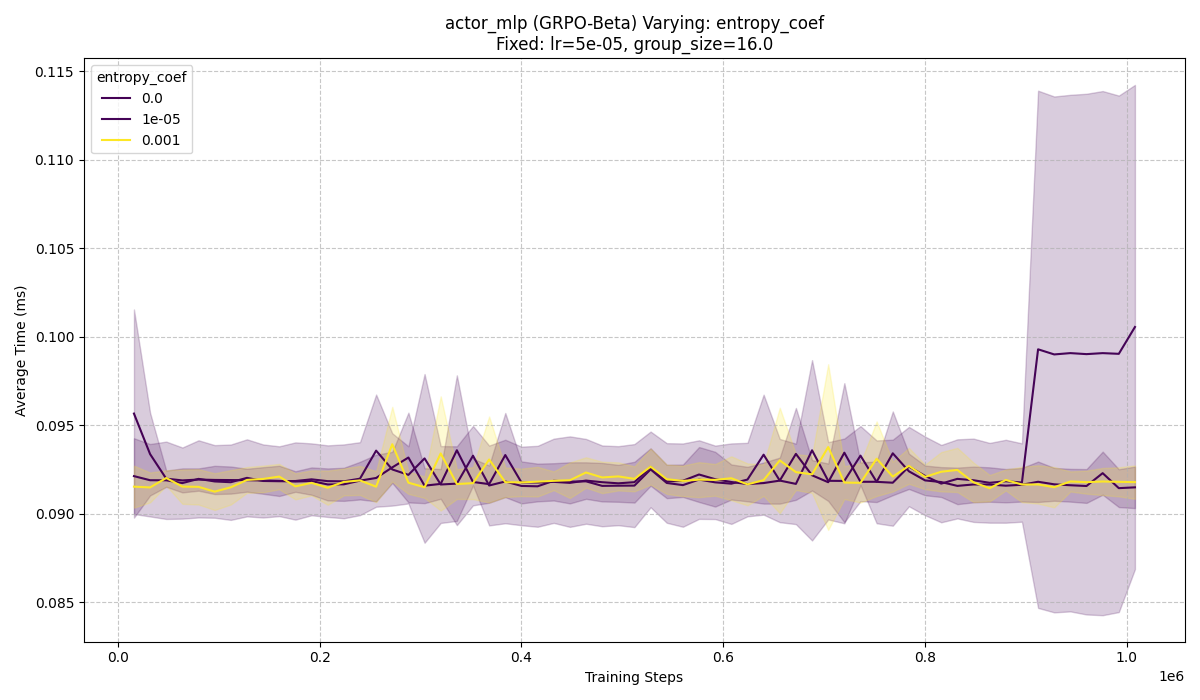 actor_mlp (GRPO-Beta) Varying: entropy_coef
Fixed: lr=5e-05, group_size=16.0
entropy_coef
0.0
1e-05
0.001
Average Time (ms)
0.115
0.110
0.105
0.100
0.095
0.090
0.085
0.0 0.2 0.4 0.6 0.8 1.0
1e6
Training Steps